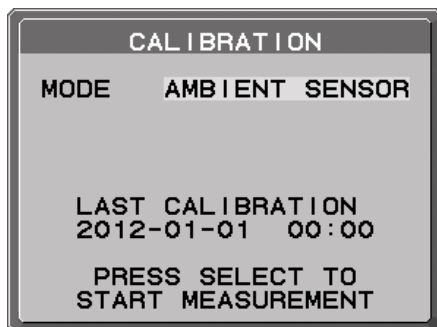 CALIBRATION
MODE AMBIENT SENSOR
LAST CALIBRATION
2012-01-01 00:00
PRESS SELECT TO
START MEASUREMENT